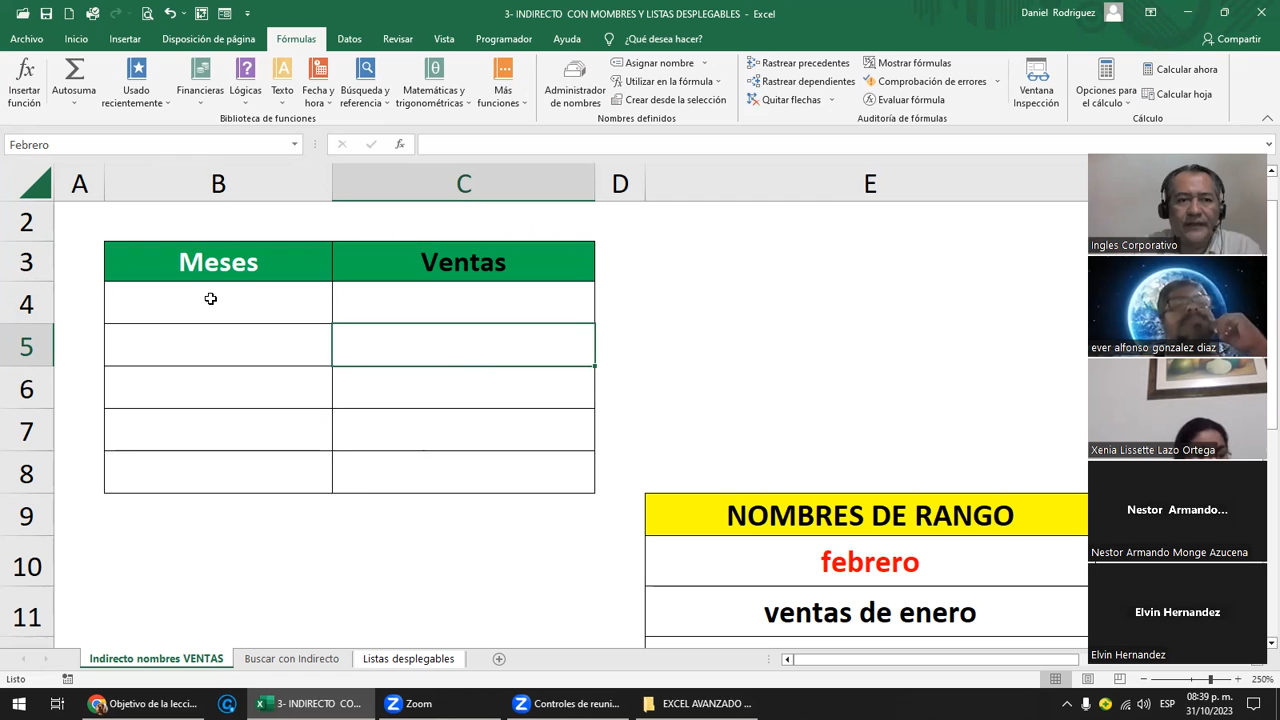 3- INDIRECTO CON MOMBRES Y LISTAS DESPLEGABLES - Excel
Daniel Rodriguez
Archivo Inicio Insertar Disposición de página Fórmulas Datos Revisar Vista Programador Ayuda ¿Qué desea hacer? Compartir
Insertar función
Autosuma
Usado recientemente
Financieras
Lógicas
Texto
Fecha y hora
Búsqueda y referencia
Matemáticas y trigonométricas
Más funciones
Biblioteca de funciones
Administrador de nombres
Asignar nombre
Utilizar en la fórmula
Crear desde la selección
Nombres definidos
Rastrear precedentes
Rastrear dependientes
Quitar flechas
Mostrar fórmulas
Comprobación de errores
Evaluar fórmula
Auditoría de fórmulas
Ventana Inspección
Opciones para el cálculo
Calcular ahora
Calcular hoja
Cálculo
Febrero
fx
A B C D E
2
3 Meses Ventas
4
5
6
7
8
9 NOMBRES DE RANGO
10 febrero
11 ventas de enero
Ingles Corporativo
ever alfonso gonzalez diaz
Xenia Lissette Lazo Ortega
Nestor Armando...
Nestor Armando Monge Azucena
Elvin Hernandez
Elvin Hernandez
Indirecto nombres VENTAS Buscar con Indirecto Listas desplegables
Listo
250%
Objetivo de la lecci...
3- INDIRECTO CO...
Zoom
Controles de reuni...
EXCEL AVANZADO ...
ESP
08:39 p. m.
31/10/2023